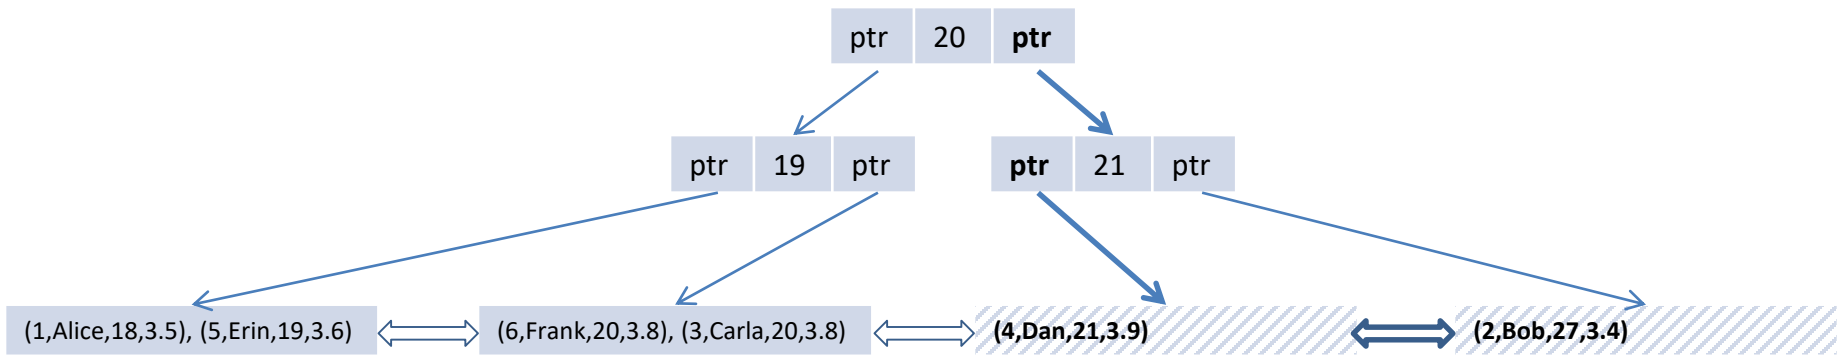 ptr 20 ptr
ptr 19 ptr
ptr 21 ptr
(1,Alice,18,3.5), (5,Erin,19,3.6)
(6,Frank,20,3.8), (3,Carla,20,3.8)
(4,Dan,21,3.9)
(2,Bob,27,3.4)